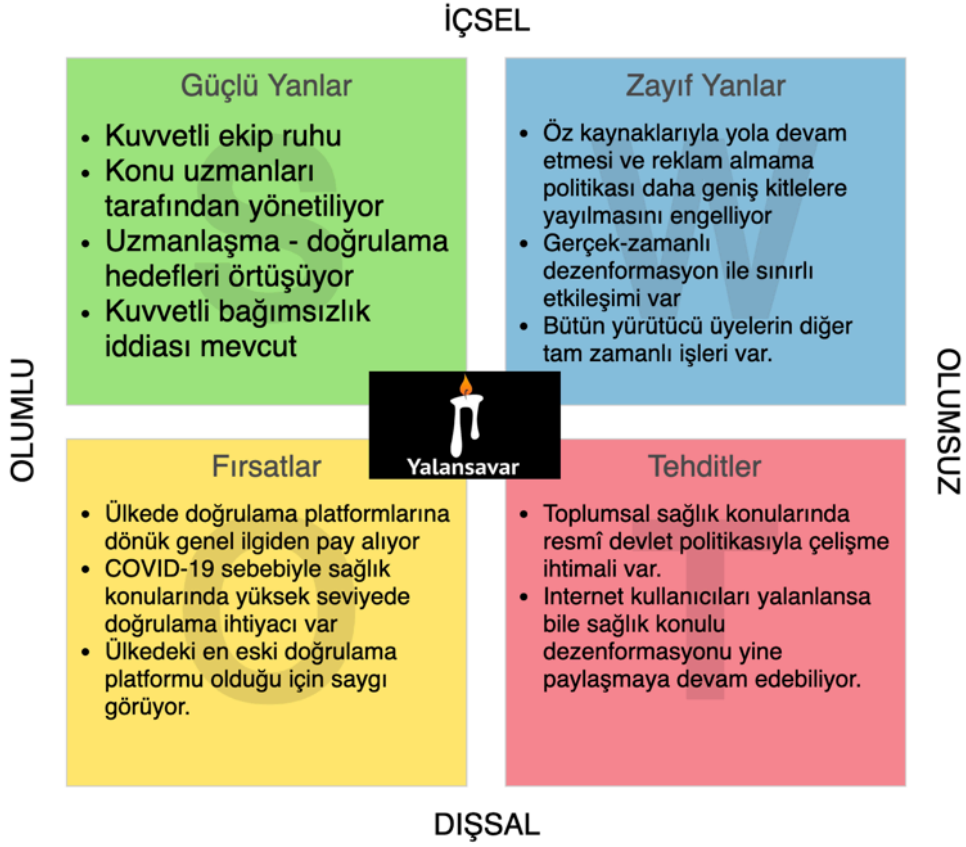 İÇSEL
Güçlü Yanlar
• Kuvvetli ekip ruhu
• Konu uzmanları
tarafından yönetiliyor
• Uzmanlaşma - doğrulama
hedefleri örtüşüyor
• Kuvvetli bağımsızlık
iddiası mevcut
Zayıf Yanlar
• Öz kaynaklarıyla yola devam
etmesi ve reklam almama
politikası daha geniş kitlelere
yayılmasını engelliyor
• Gerçek-zamanlı
dezenformasyon ile sınırlı
etkileşimi var
• Bütün yürütücü üyelerin diğer
tam zamanlı işleri var.
OLUMLU
Yalansavar
OLUMSUZ
Fırsatlar
• Ülkede doğrulama platformlarına
dönük genel ilgiden pay alıyor
• COVID-19 sebebiyle sağlık
konularında yüksek seviyede
doğrulama ihtiyacı var
• Ülkedeki en eski doğrulama
platformu olduğu için saygı
görüyor.
Tehditler
• Toplumsal sağlık konularında
resmî devlet politikasıyla çelişme
ihtimali var.
• Internet kullanıcıları yalanlansa
bile sağlık konulu
dezenformasyonu yine
paylaşmaya devam edebiliyor.
DIŞSAL
S
W
O
T